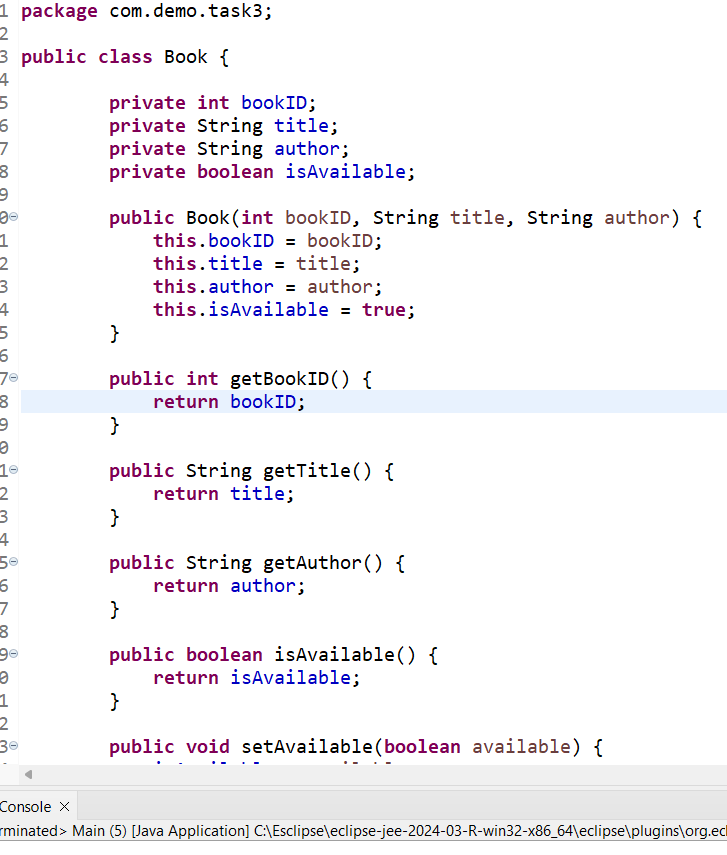 1 package com.demo.task3;
2
3 public class Book {
4
5 private int bookID;
6 private String title;
7 private String author;
8 private boolean isAvailable;
9
0 public Book(int bookID, String title, String author) {
1 this.bookID = bookID;
2 this.title = title;
3 this.author = author;
4 this.isAvailable = true;
5 }
6
7 public int getBookID() {
8 return bookID;
9 }
0
1 public String getTitle() {
2 return title;
3 }
4
5 public String getAuthor() {
6 return author;
7 }
8
9 public boolean isAvailable() {
0 return isAvailable;
1 }
2
3 public void setAvailable(boolean available) {
Console
rminated> Main (5) [Java Application] C:\Esclipse\eclipse-jee-2024-03-R-win32-x86_64\eclipse\plugins\org.ecl